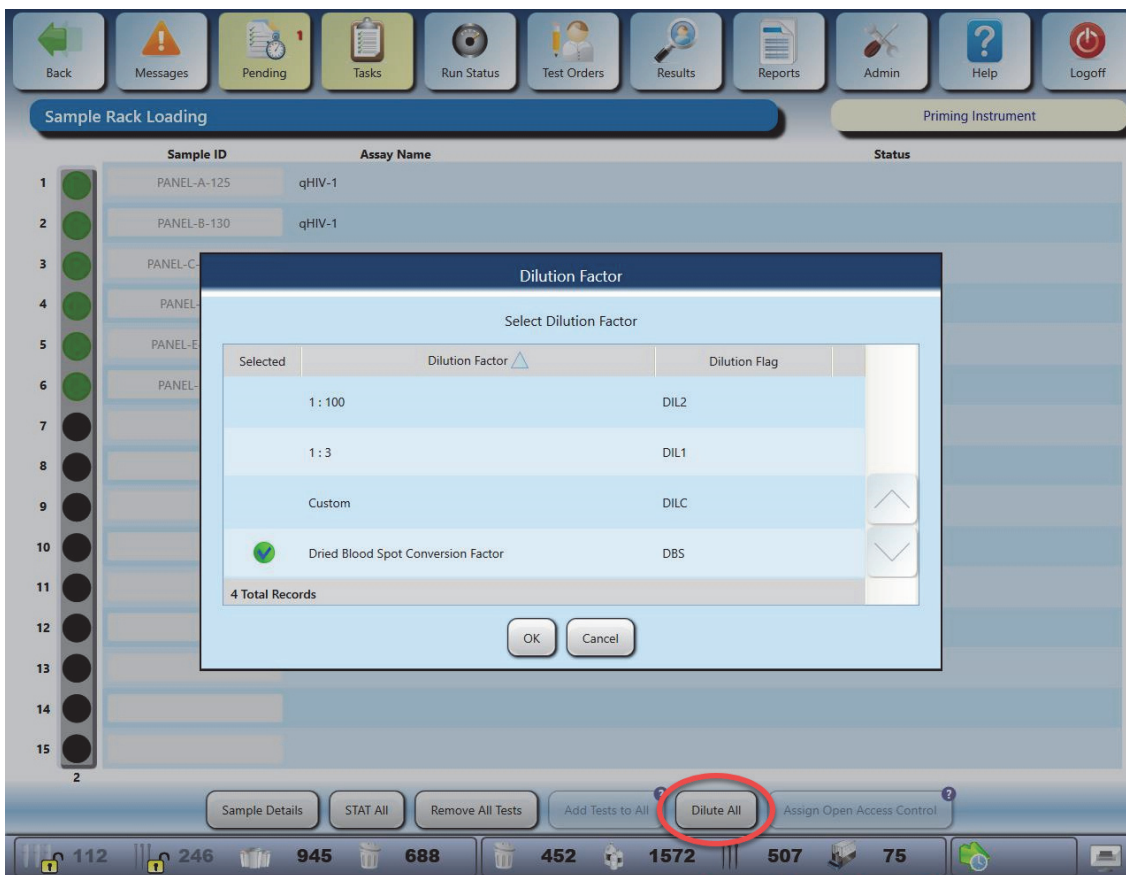 1
Back Messages Pending Tasks Run Status Test Orders Results Reports Admin Help Logoff
Sample Rack Loading Priming Instrument
Sample ID Assay Name Status
1 PANEL-A-125 qHIV-1
2 PANEL-B-130 qHIV-1
3 PANEL-C-
Dilution Factor
4 PANEL-
Select Dilution Factor
5 PANEL-E-
Selected Dilution Factor Dilution Flag
6 PANEL-
1 : 100 DIL2
7
1 : 3 DIL1
8
9 Custom DILC
10 Dried Blood Spot Conversion Factor DBS
11 4 Total Records
12
OK Cancel
13
14
15
2
Sample Details STAT All Remove All Tests Add Tests to All ? Dilute All Assign Open Access Control ?
112 246 945 688 452 1572 507 75